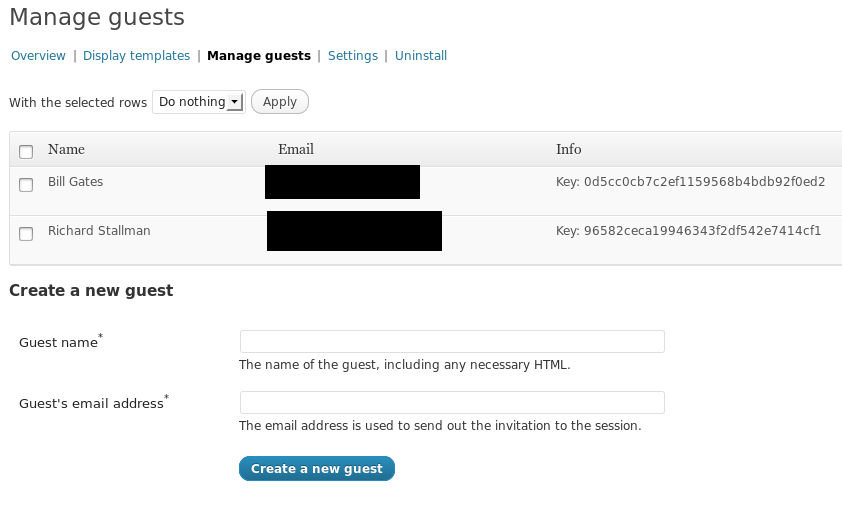 Manage guests
Overview | Display templates | Manage guests | Settings | Uninstall
With the selected rows Do nothing Apply
Name Email Info
Bill Gates Key: 0d5cc0cb7c2ef1159568b4bdb92f0ed2
Richard Stallman Key: 96582ceca19946343f2df542e7414cf1
Create a new guest
Guest name*
The name of the guest, including any necessary HTML.
Guest's email address*
The email address is used to send out the invitation to the session.
Create a new guest